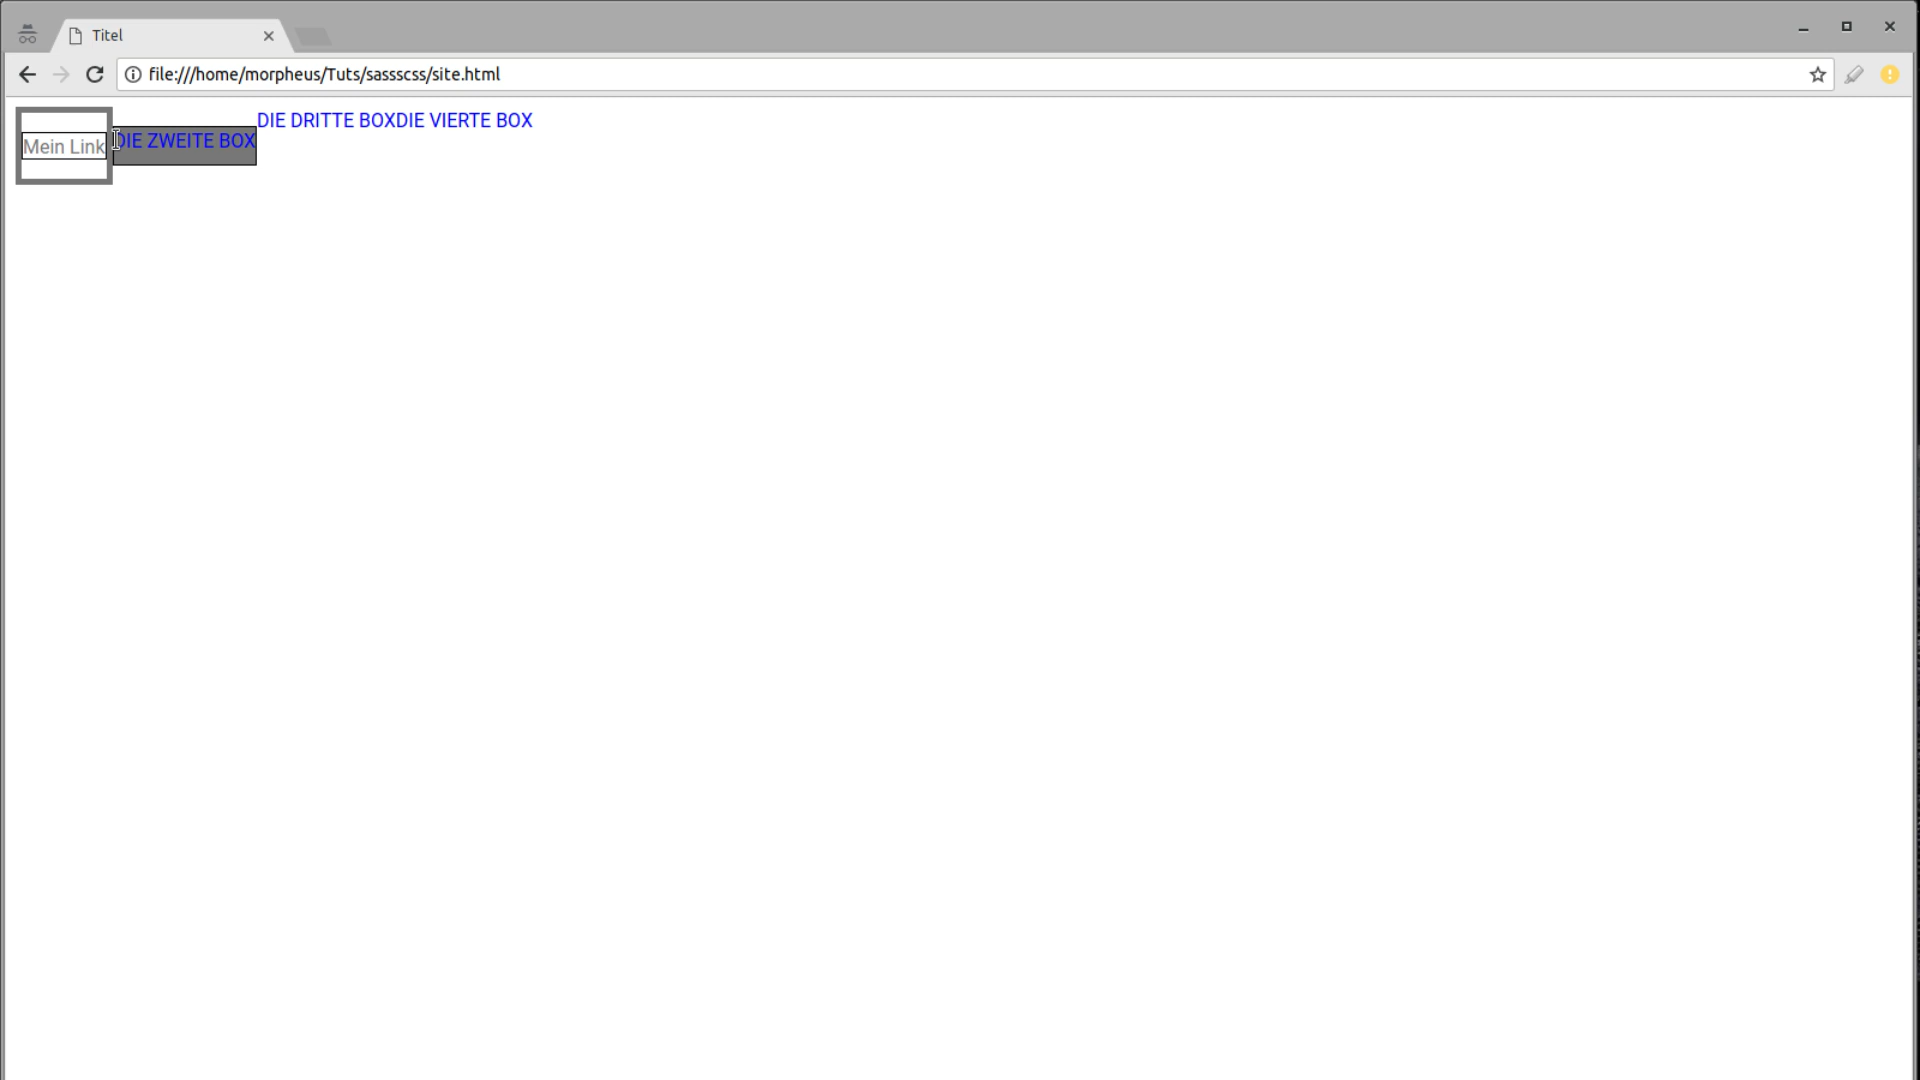 Titel
file:///home/morpheus/Tuts/sassscss/site.html
DIE DRITTE BOXDIE VIERTE BOX
Mein Link
DIE ZWEITE BOX